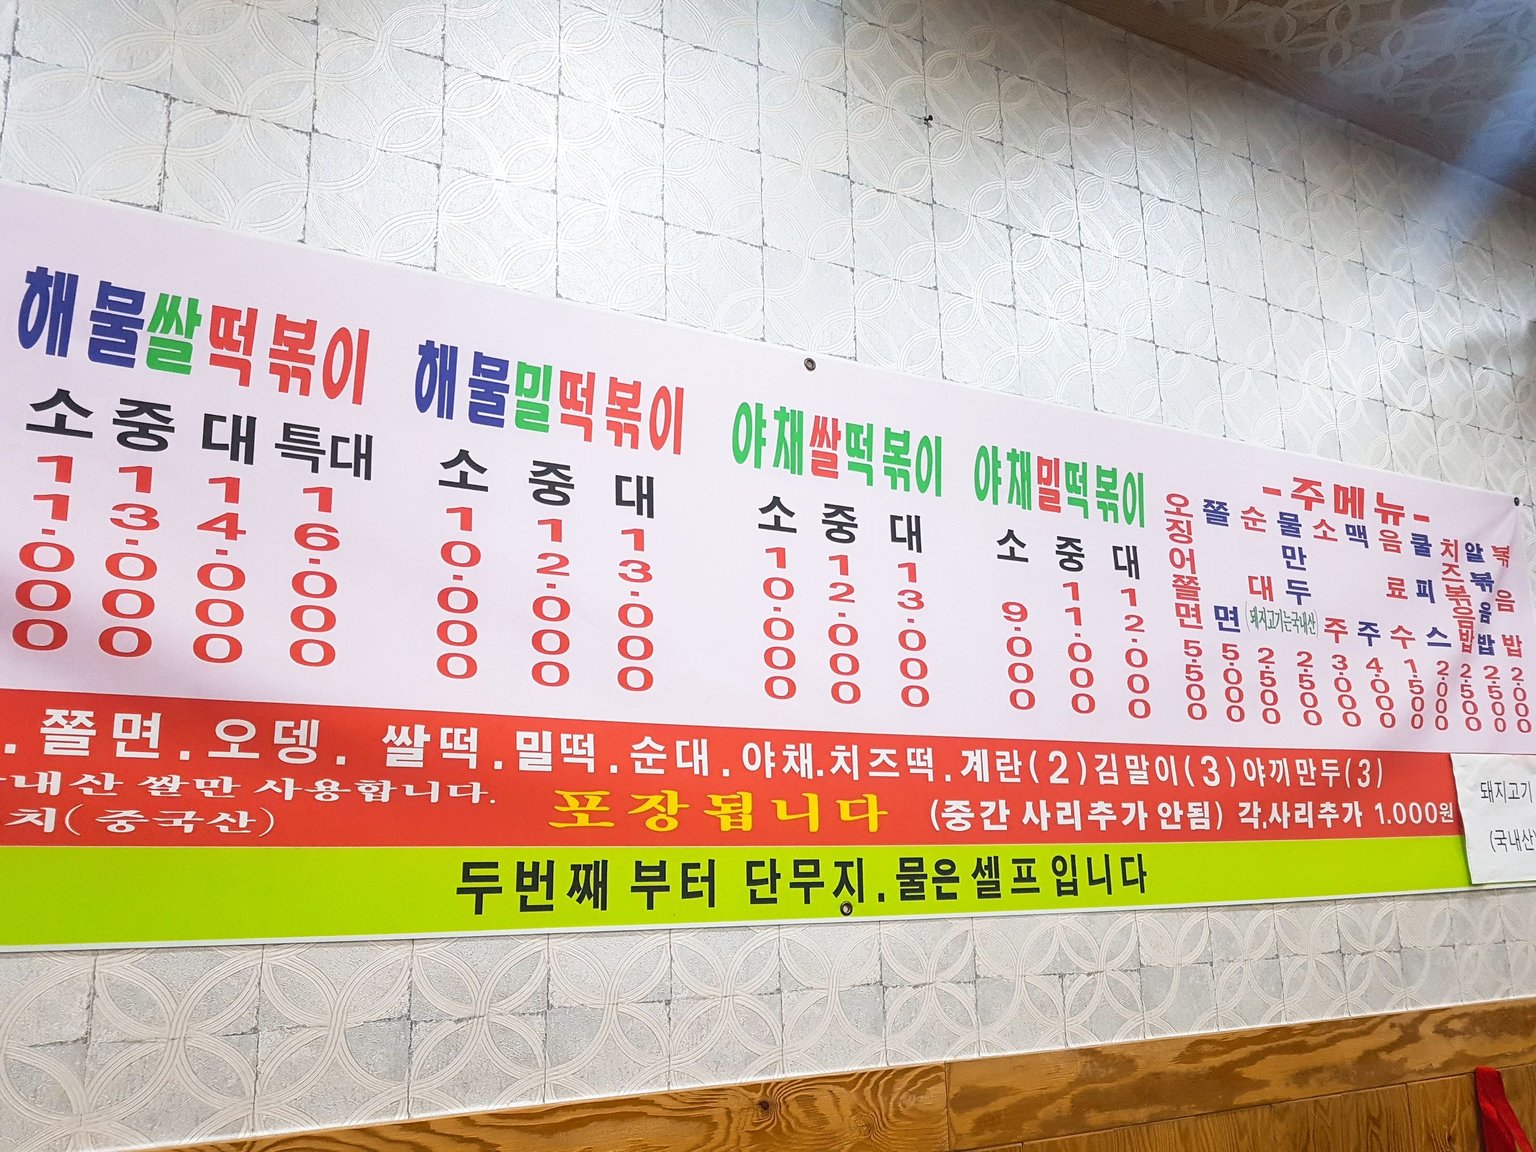 해물쌀떡볶이
소 중 대 특대
11.000 13.000 14.000 16.000
해물밀떡볶이
소 중 대
10.000 12.000 13.000
야채쌀떡볶이
소 중 대
10.000 12.000 13.000
야채밀떡볶이
소 중 대
9.000 11.000 12.000
-주메뉴-
오징어쫄면 5.500
쫄면 5.000
순대 2.500
물만두 2.500
(돼지고기는국내산)
소주 3.000
맥주 4.000
음료수 1.500
쿨피스 2.000
치즈볶음밥 2.500
알볶음밥 2.500
볶음밥 2.000
. 쫄면 . 오뎅 . 쌀떡 . 밀떡 . 순대 . 야채 . 치즈떡 . 계란(2) 김말이(3) 야끼만두(3)
내산 쌀만 사용합니다.
치( 중국산)
포장됩니다 (중간 사리추가 안됨) 각.사리추가 1.000원
두번째 부터 단무지 . 물은 셀프 입니다
돼지고기
(국내산